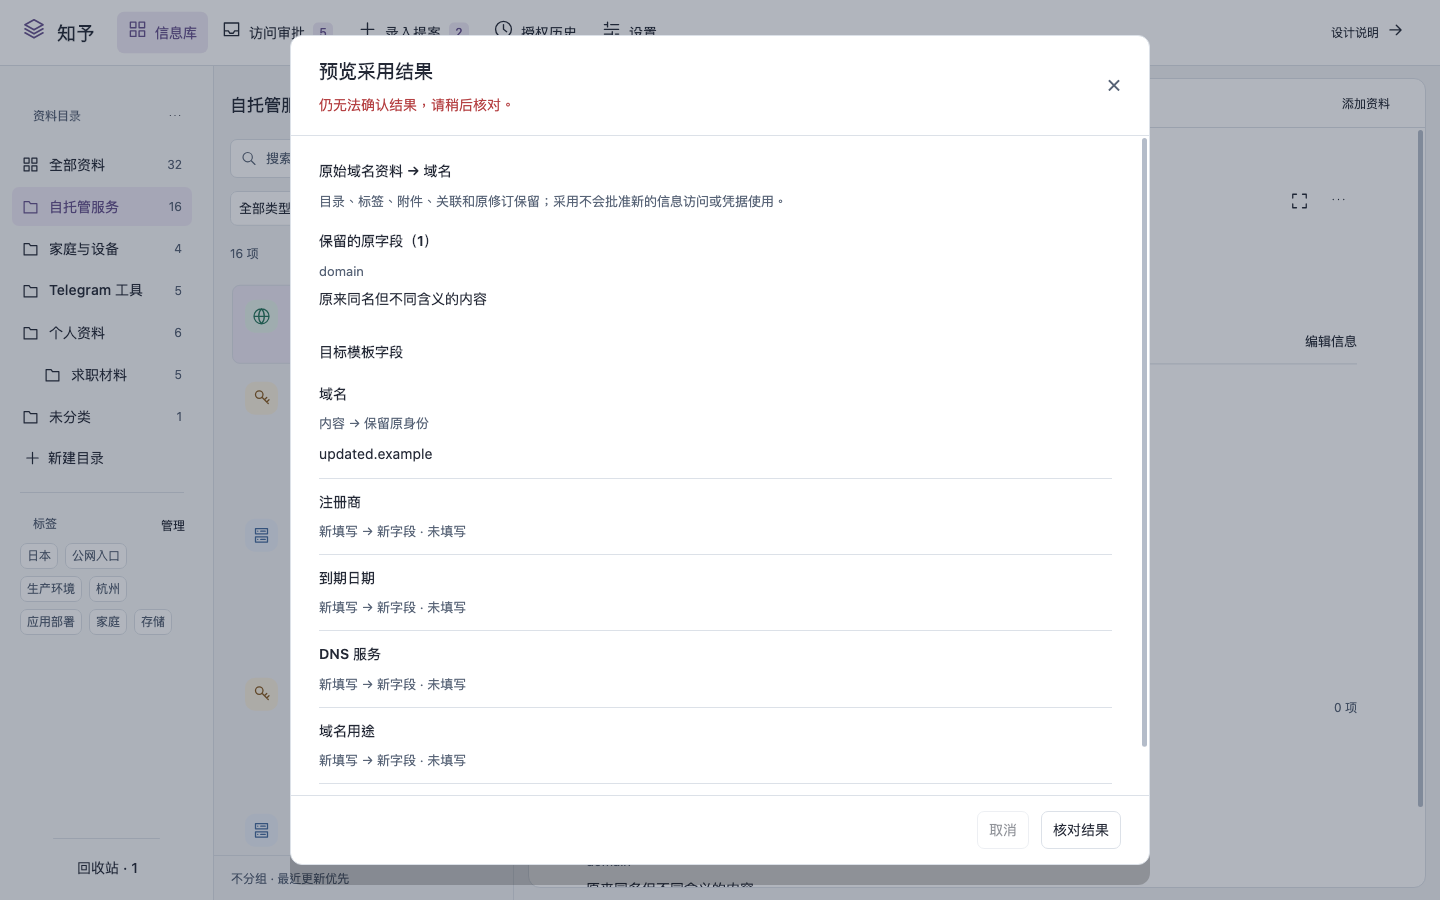 知予
信息库
访问审批 5
录入提案 2
授权历史
设置
设计说明
资料目录
全部资料 32
自托管服务 16
家庭与设备 4
Telegram 工具 5
个人资料 6
求职材料 5
未分类 1
新建目录
标签
管理
日本
公网入口
生产环境
杭州
应用部署
家庭
存储
回收站 · 1
自托管服
搜索
全部类型
16 项
不分组 · 最近更新优先
添加资料
编辑信息
0 项
预览采用结果
仍无法确认结果，请稍后核对。
原始域名资料 → 域名
目录、标签、附件、关联和原修订保留；采用不会批准新的信息访问或凭据使用。
保留的原字段（1）
domain
原来同名但不同含义的内容
目标模板字段
域名
内容 → 保留原身份
updated.example
注册商
新填写 → 新字段 · 未填写
到期日期
新填写 → 新字段 · 未填写
DNS 服务
新填写 → 新字段 · 未填写
域名用途
新填写 → 新字段 · 未填写
取消
核对结果
原来同名但不同含义的内容